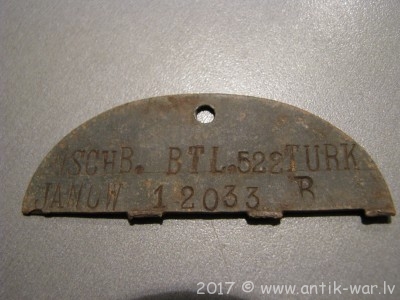 SCHB. BTL. 522 TURK.
JANOW 12033 B
2017 © www.antik-war.lv